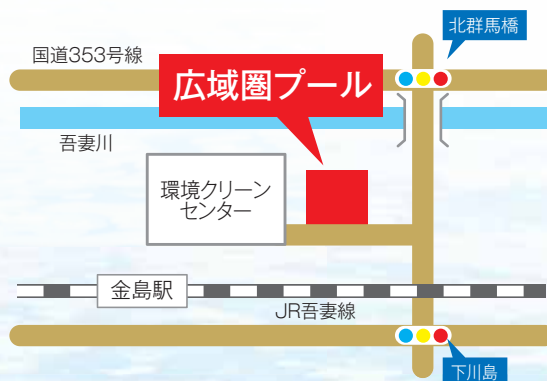 北群馬橋
国道353号線
広域圏プール
吾妻川
環境クリーン
センター
金島駅
JR吾妻線
下川島